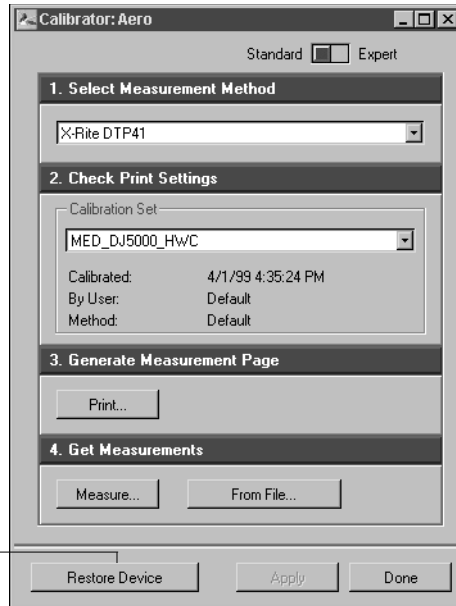 Calibrator: Aero
Standard Expert
1. Select Measurement Method
X-Rite DTP41
2. Check Print Settings
Calibration Set
MED_DJ5000_HWC
Calibrated: 4/1/99 4:35:24 PM
By User: Default
Method: Default
3. Generate Measurement Page
Print...
4. Get Measurements
Measure... From File...
Restore Device Apply Done